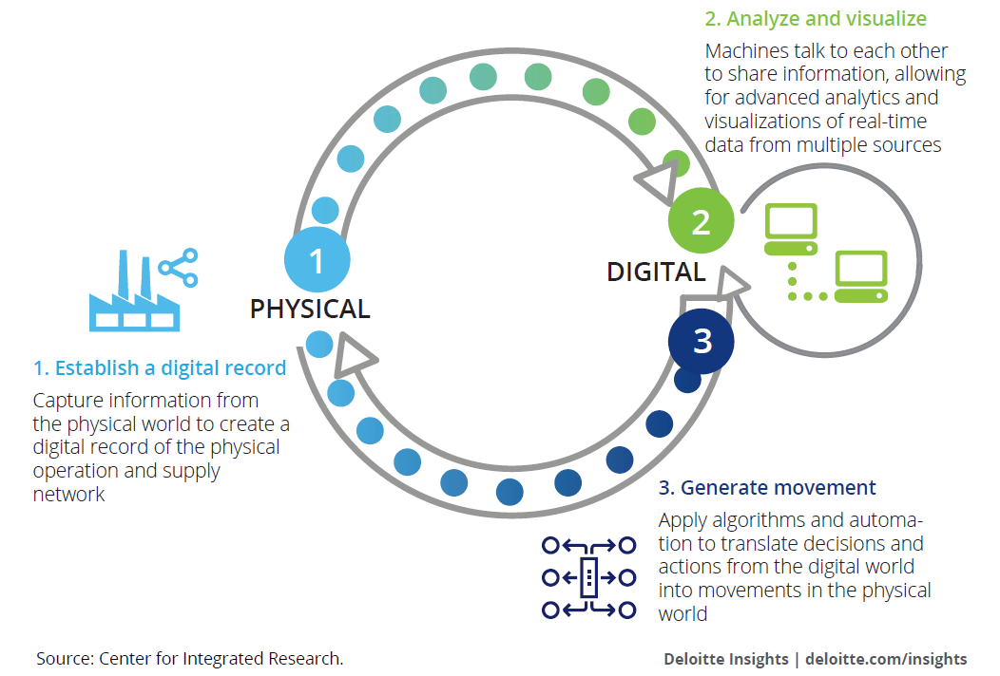 2. Analyze and visualize
Machines talk to each other
to share information, allowing
for advanced analytics and
visualizations of real-time
data from multiple sources
2
1
DIGITAL
PHYSICAL
3
1. Establish a digital record
Capture information from
the physical world to create a
digital record of the physical
operation and supply
network
3. Generate movement
Apply algorithms and automa-
tion to translate decisions and
actions from the digital world
into movements in the physical
world
Source: Center for Integrated Research.
Deloitte Insights | deloitte.com/insights